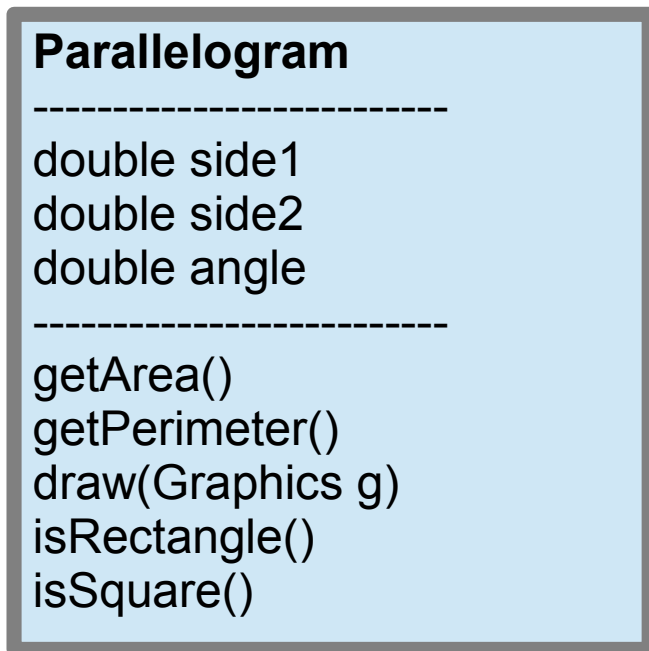 Parallelogram
--------------------------
double side1
double side2
double angle
--------------------------
getArea()
getPerimeter()
draw(Graphics g)
isRectangle()
isSquare()